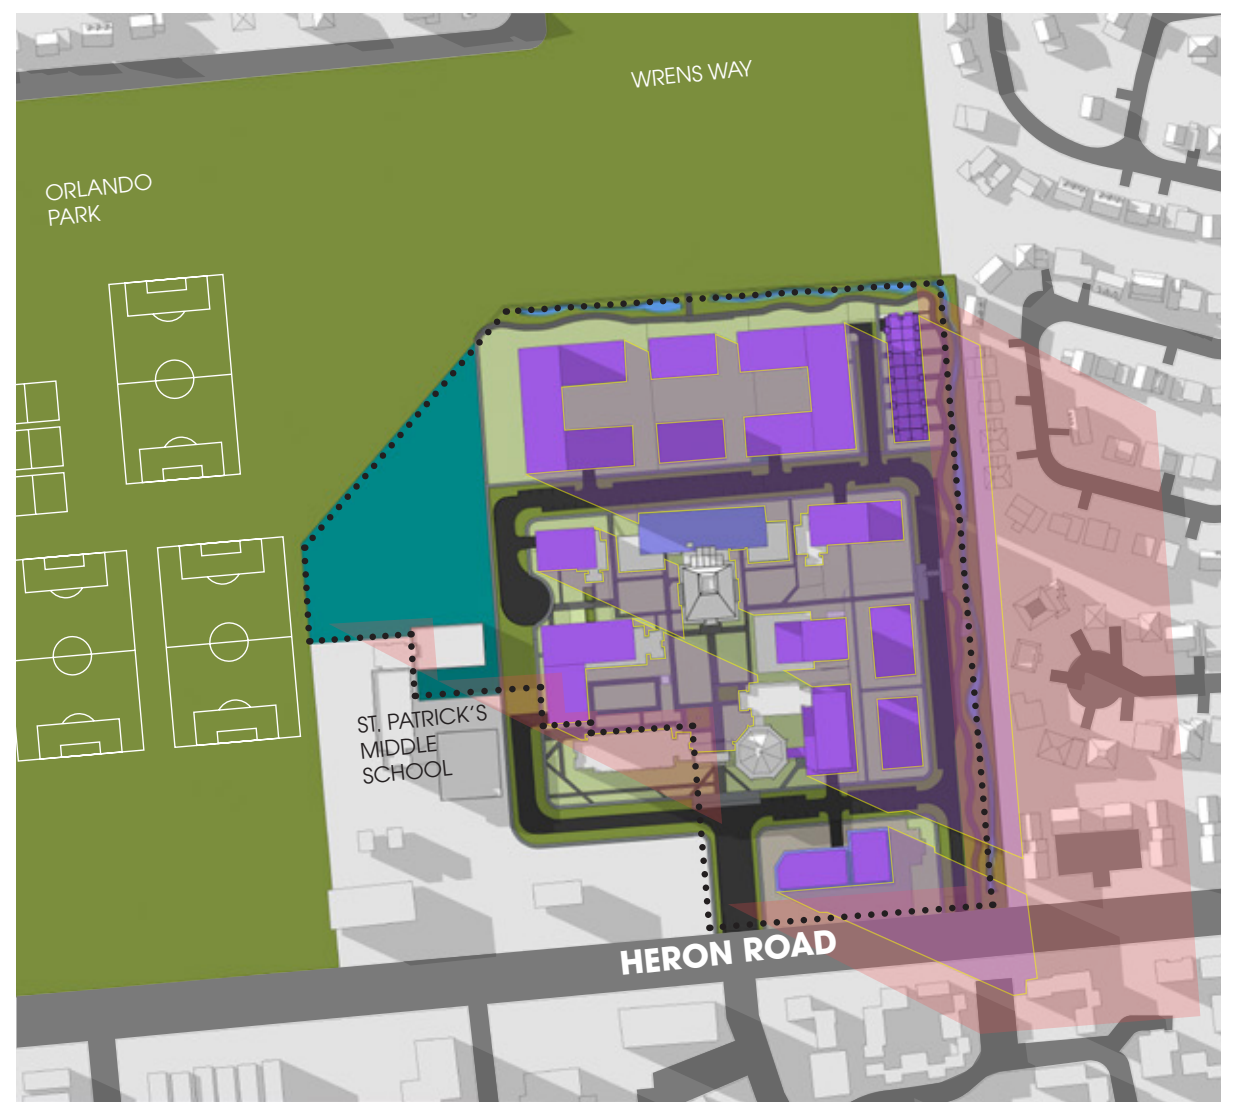 WRENS WAY
ORLANDO
PARK
ST. PATRICK'S
MIDDLE
SCHOOL
HERON ROAD